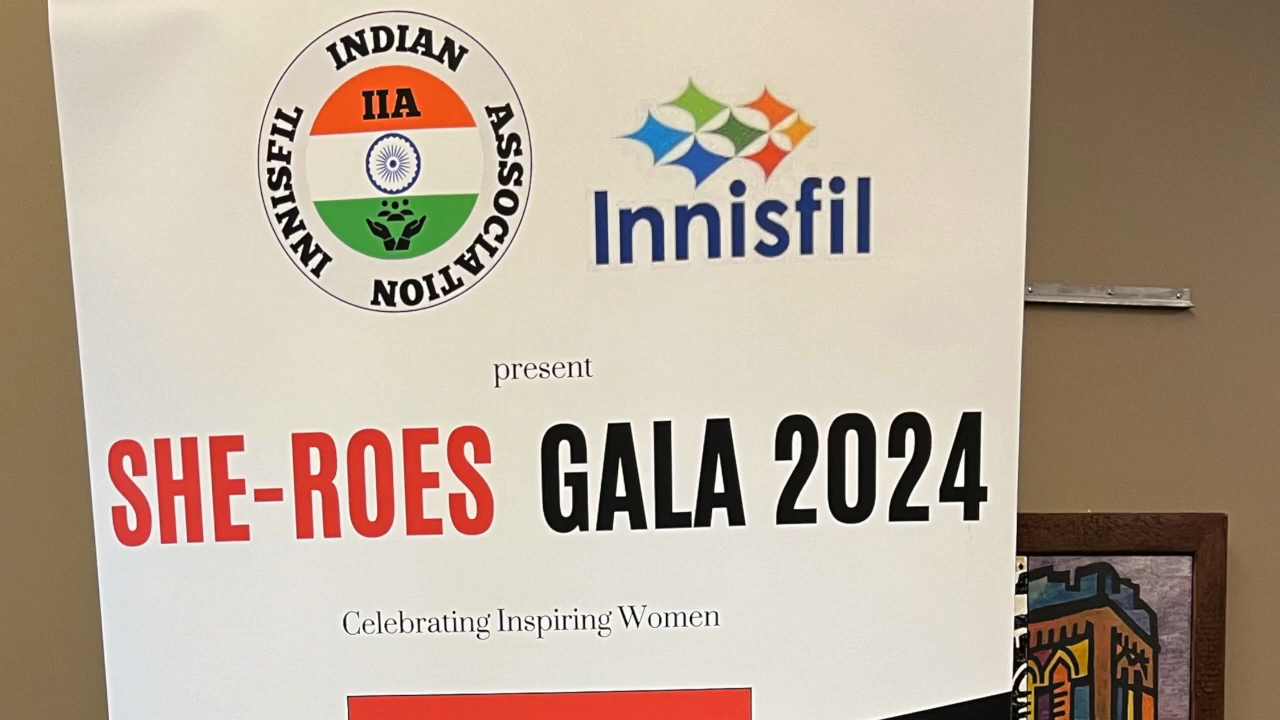 INNISFIL INDIAN ASSOCIATION
IIA
Innisfil
present
SHE-ROES GALA 2024
Celebrating Inspiring Women